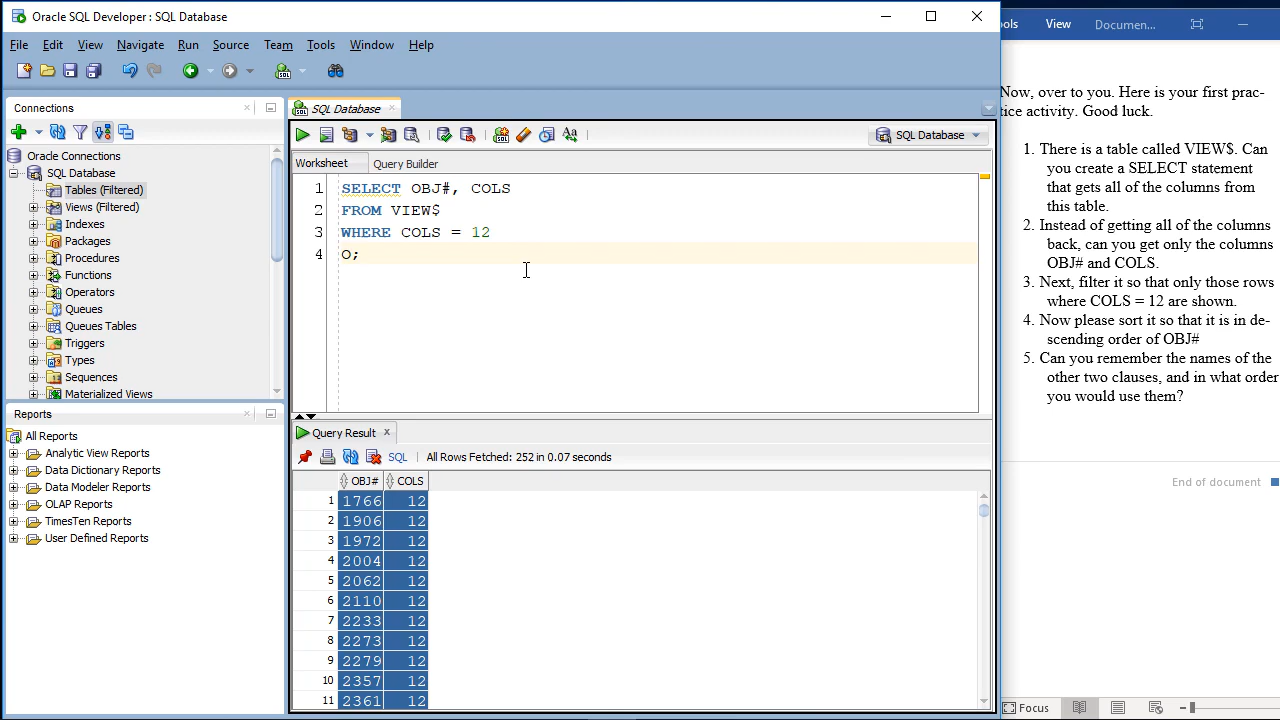 Oracle SQL Developer : SQL Database
File Edit View Navigate Run Source Team Tools Window Help
Connections
Oracle Connections
SQL Database
Tables (Filtered)
Views (Filtered)
Indexes
Packages
Procedures
Functions
Operators
Queues
Queues Tables
Triggers
Types
Sequences
Materialized Views
Reports
All Reports
Analytic View Reports
Data Dictionary Reports
Data Modeler Reports
OLAP Reports
TimesTen Reports
User Defined Reports
SQL Database
SQL Database
Worksheet Query Builder
1 SELECT OBJ#, COLS
2 FROM VIEW$
3 WHERE COLS = 12
4 O;
Query Result
SQL All Rows Fetched: 252 in 0.07 seconds
OBJ# COLS
1 1766 12
2 1906 12
3 1972 12
4 2004 12
5 2062 12
6 2110 12
7 2233 12
8 2273 12
9 2279 12
10 2357 12
11 2361 12
ols View Documen...
Now, over to you. Here is your first prac-
tice activity. Good luck.
1. There is a table called VIEW$. Can
you create a SELECT statement
that gets all of the columns from
this table.
2. Instead of getting all of the columns
back, can you get only the columns
OBJ# and COLS.
3. Next, filter it so that only those rows
where COLS = 12 are shown.
4. Now please sort it so that it is in de-
scending order of OBJ#
5. Can you remember the names of the
other two clauses, and in what order
you would use them?
End of document
Focus